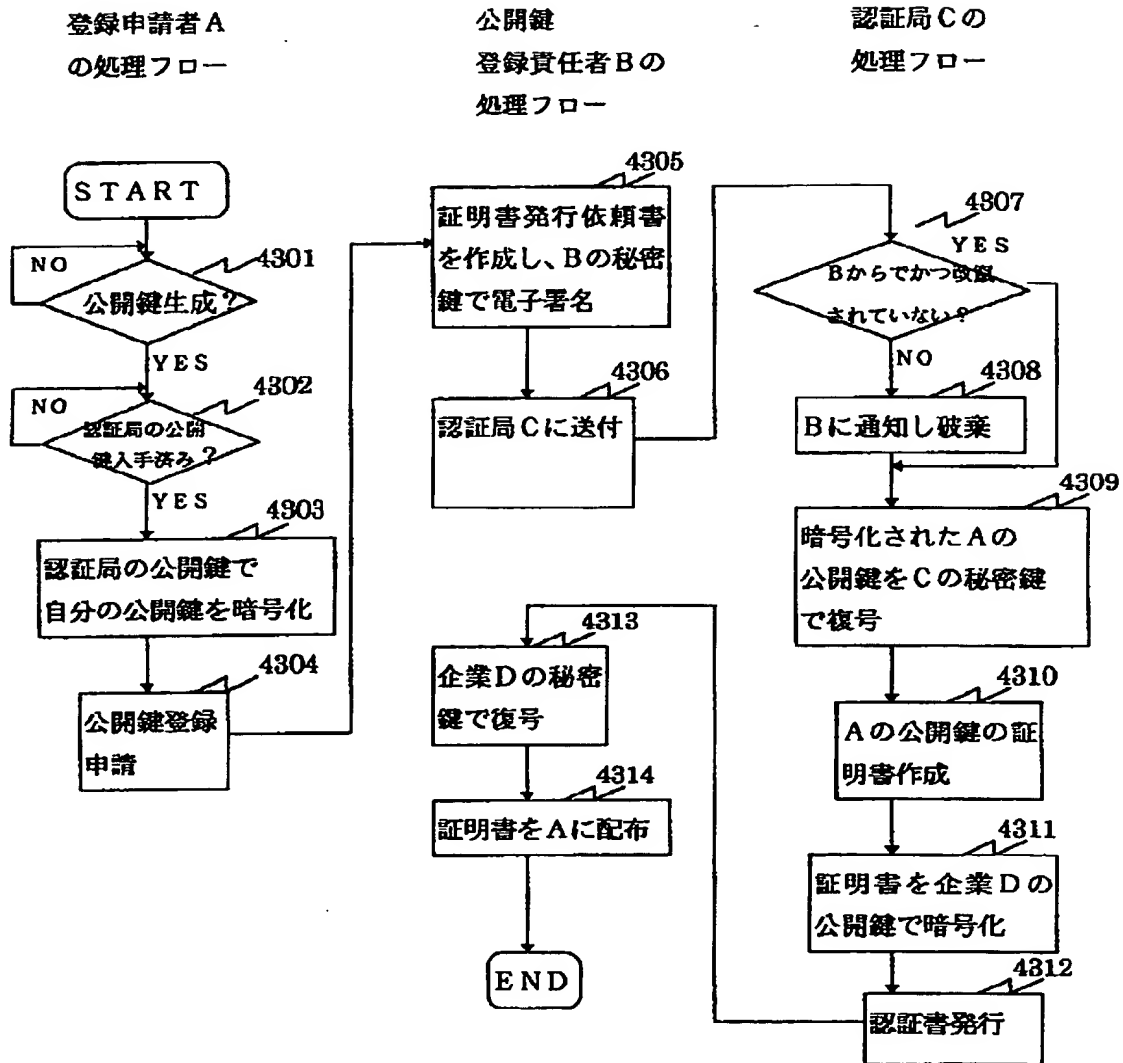 登録申請者A
の処理フロー
公開鍵
登録責任者Bの
処理フロー
認証局Cの
処理フロー
START
NO
4301
公開鍵生成?
YES
4302
NO
認証局の公開
鍵入手済み?
YES
4303
認証局の公開鍵で
自分の公開鍵を暗号化
4304
公開鍵登録
申請
4305
証明書発行依頼書
を作成し、Bの秘密
鍵で電子署名
4306
認証局Cに送付
4313
企業Dの秘密
鍵で復号
4314
証明書をAに配布
END
4307
YES
Bからでかつ改竄
されていない?
NO
4308
Bに通知し破棄
4309
暗号化されたAの
公開鍵をCの秘密鍵
で復号
4310
Aの公開鍵の証
明書作成
4311
証明書を企業Dの
公開鍵で暗号化
4312
認証書発行